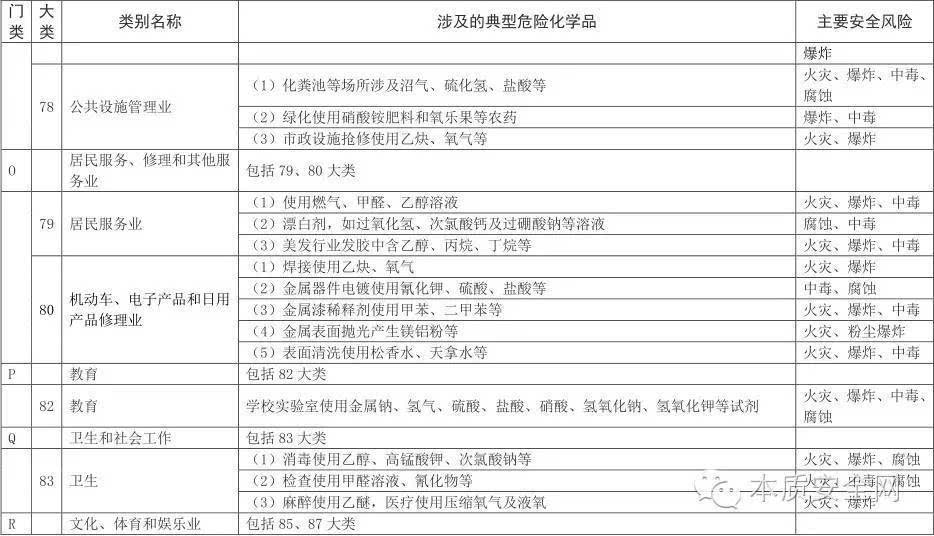 门类 大类 类别名称 涉及的典型危险化学品 主要安全风险
爆炸
78 公共设施管理业 （1）化粪池等场所涉及沼气、硫化氢、盐酸等 火灾、爆炸、中毒、
腐蚀
（2）绿化使用硝酸铵肥料和氧乐果等农药 爆炸、中毒
（3）市政设施抢修使用乙炔、氧气等 火灾、爆炸
O 居民服务、修理和其他服
务业 包括79、80大类
79 居民服务业 （1）使用燃气、甲醛、乙醇溶液 火灾、爆炸、中毒
（2）漂白剂，如过氧化氢、次氯酸钙及过硼酸钠等溶液 腐蚀、中毒
（3）美发行业发胶中含乙醇、丙烷、丁烷等 火灾、爆炸、中毒
80 机动车、电子产品和日用
产品修理业 （1）焊接使用乙炔、氧气 火灾、爆炸
（2）金属器件电镀使用氰化钾、硫酸、盐酸等 中毒、腐蚀
（3）金属漆稀释剂使用甲苯、二甲苯等 火灾、爆炸、中毒
（4）金属表面抛光产生镁铝粉等 火灾、粉尘爆炸
（5）表面清洗使用松香水、天拿水等 火灾、爆炸、中毒
P 教育 包括82大类
82 教育 学校实验室使用金属钠、氢气、硫酸、盐酸、硝酸、氢氧化钠、氢氧化钾等试剂 火灾、爆炸、中毒、
腐蚀
Q 卫生和社会工作 包括83大类
83 卫生 （1）消毒使用乙醇、高锰酸钾、次氯酸钠等 火灾、爆炸、腐蚀
（2）检查使用甲醛溶液、氰化物等 火灾、中毒、腐蚀
（3）麻醉使用乙醚，医疗使用压缩氧气及液氧 火灾、爆炸
本质安全网
R 文化、体育和娱乐业 包括85、87大类